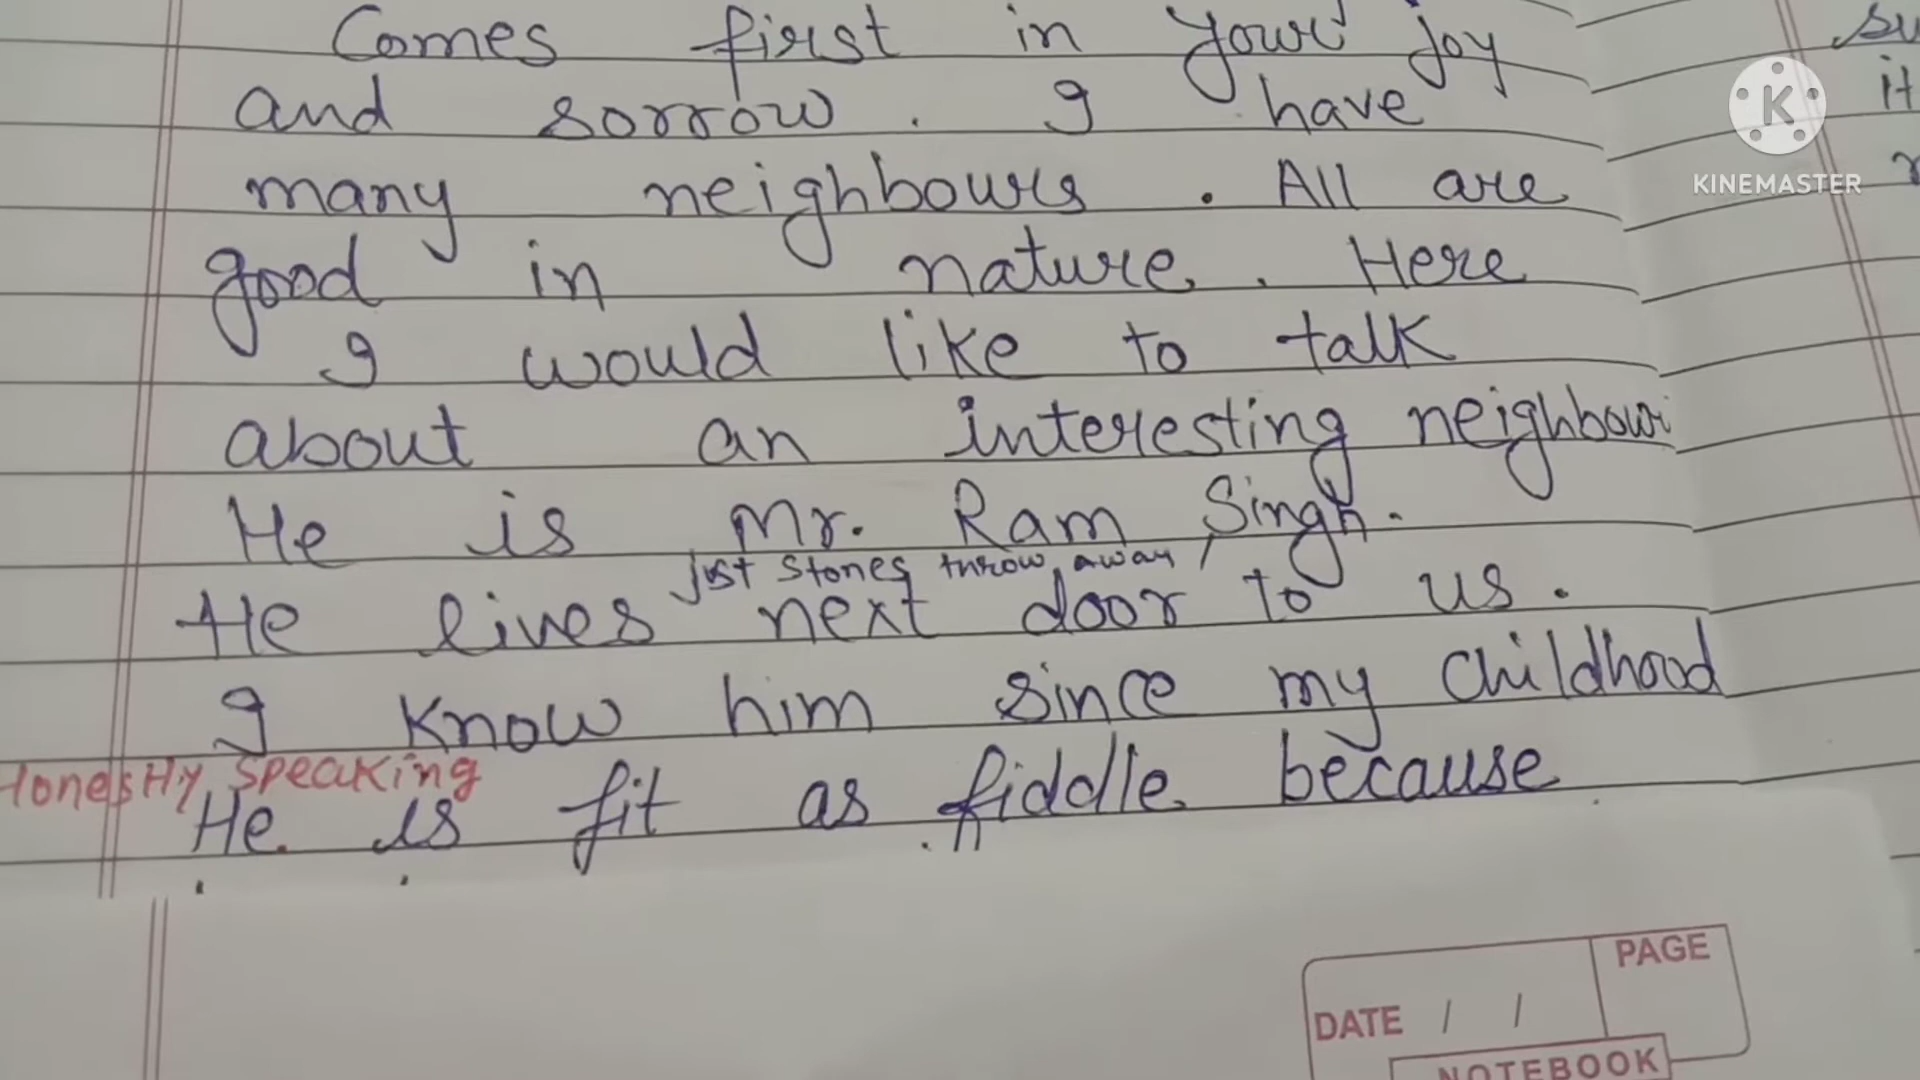 Comes first in your joy
and sorrow . I have
many neighbours . All are
good in nature . Here
I would like to talk
about an interesting neighbour
He is Mr. Ram Singh.
just stones throw away,
He lives next door to us .
I know him since my childhood
Honestly speaking
He is fit as fiddle because
su
it
KINEMASTER
PAGE
DATE / /
NOTEBOOK